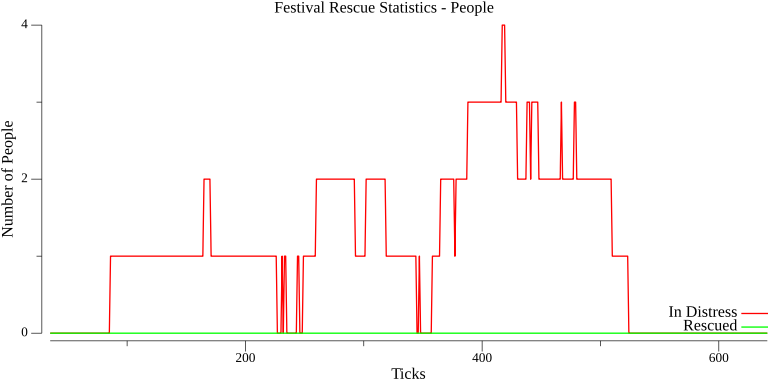 Festival Rescue Statistics - People
4
2
0
Number of People
200
400
600
Ticks
In Distress
Rescued